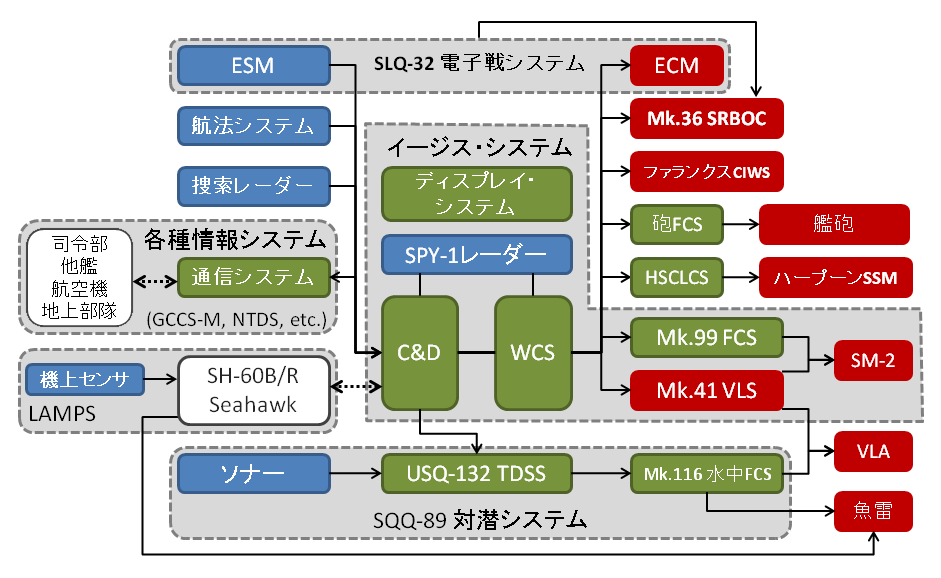 ESM
SLQ-32 電子戦システム
ECM
航法システム
Mk.36 SRBOC
イージス・システム
捜索レーダー
ディスプレイ・
システム
ファランクスCIWS
各種情報システム
司令部
他艦
航空機
地上部隊
通信システム
(GCCS-M, NTDS, etc.)
SPY-1レーダー
砲FCS
艦砲
HSCLCS
ハープーンSSM
C&D
WCS
Mk.99 FCS
SM-2
Mk.41 VLS
機上センサ
SH-60B/R
Seahawk
LAMPS
VLA
ソナー
USQ-132 TDSS
Mk.116 水中FCS
魚雷
SQQ-89 対潜システム